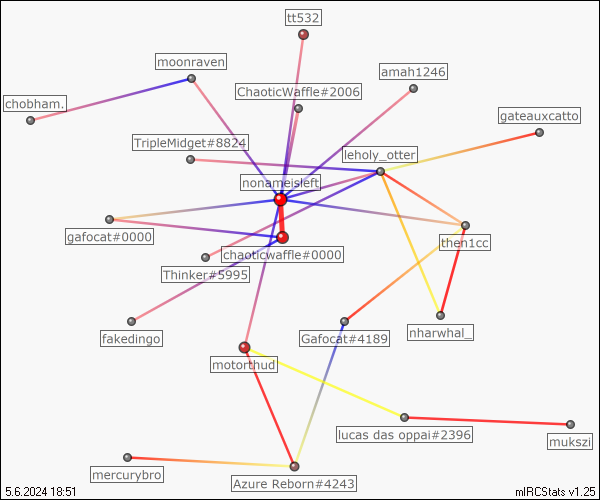 tt532
moonraven
amah1246
ChaoticWaffle#2006
chobham.
gateauxcatto
TripleMidget#8824
leholy_otter
nonameisleft
gafocat#0000
then1cc
chaoticwaffle#0000
Thinker#5995
fakedingo
Gafocat#4189
nharwhal_
motorthud
lucas das oppai#2396
mukszi
mercurybro
Azure Reborn#4243
5.6.2024 18:51
mIRCStats v1.25